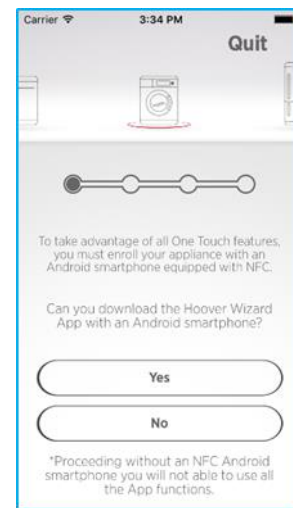 Carrier 3:34 PM
Quit
To take advantage of all One Touch features,
you must enroll your appliance with an
Android smartphone equipped with NFC.
Can you download the Hoover Wizard
App with an Android smartphone?
Yes
No
*Proceeding without an NFC Android
smartphone you will not able to use all
the App functions.